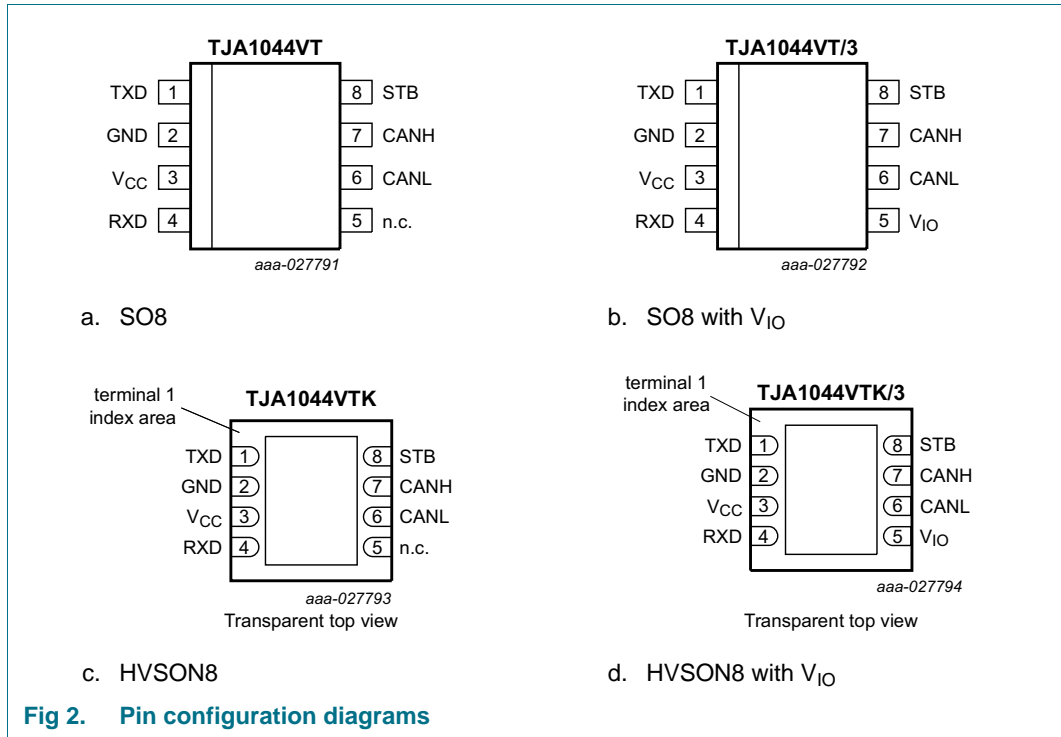 TJA1044VT
TXD 1
8 STB
GND 2
7 CANH
VCC 3
6 CANL
RXD 4
5 n.c.
aaa-027791
a. SO8
TJA1044VT/3
TXD 1
8 STB
GND 2
7 CANH
VCC 3
6 CANL
RXD 4
5 VIO
aaa-027792
b. SO8 with VIO
terminal 1
index area
TJA1044VTK
TXD 1
8 STB
GND 2
7 CANH
VCC 3
6 CANL
RXD 4
5 n.c.
aaa-027793
Transparent top view
c. HVSON8
terminal 1
index area
TJA1044VTK/3
TXD 1
8 STB
GND 2
7 CANH
VCC 3
6 CANL
RXD 4
5 VIO
aaa-027794
Transparent top view
d. HVSON8 with VIO
Fig 2. Pin configuration diagrams